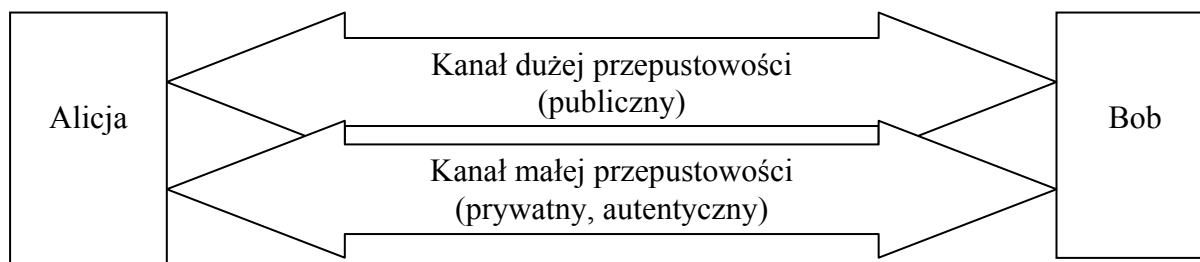 Alicja
Kanał dużej przepustowości
(publiczny)
Kanał małej przepustowości
(prywatny, autentyczny)
Bob